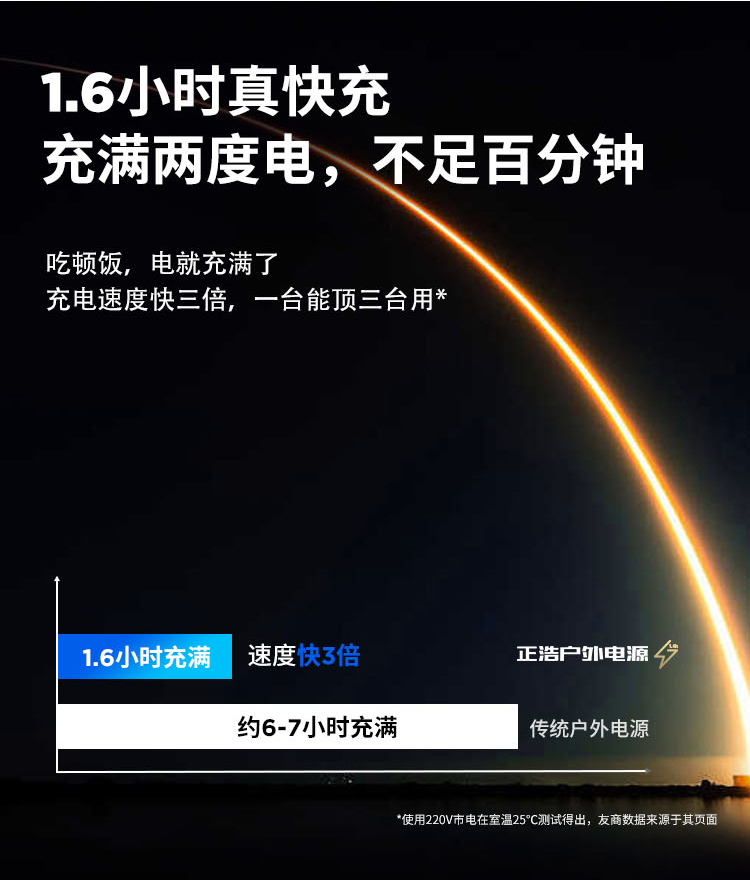 1.6小时真快充
充满两度电，不足百分钟
吃顿饭，电就充满了
充电速度快三倍，一台能顶三台用*
1.6小时充满 速度快3倍 正浩户外电源
约6-7小时充满 传统户外电源
*使用220V市电在室温25℃测试得出，友商数据来源于其页面